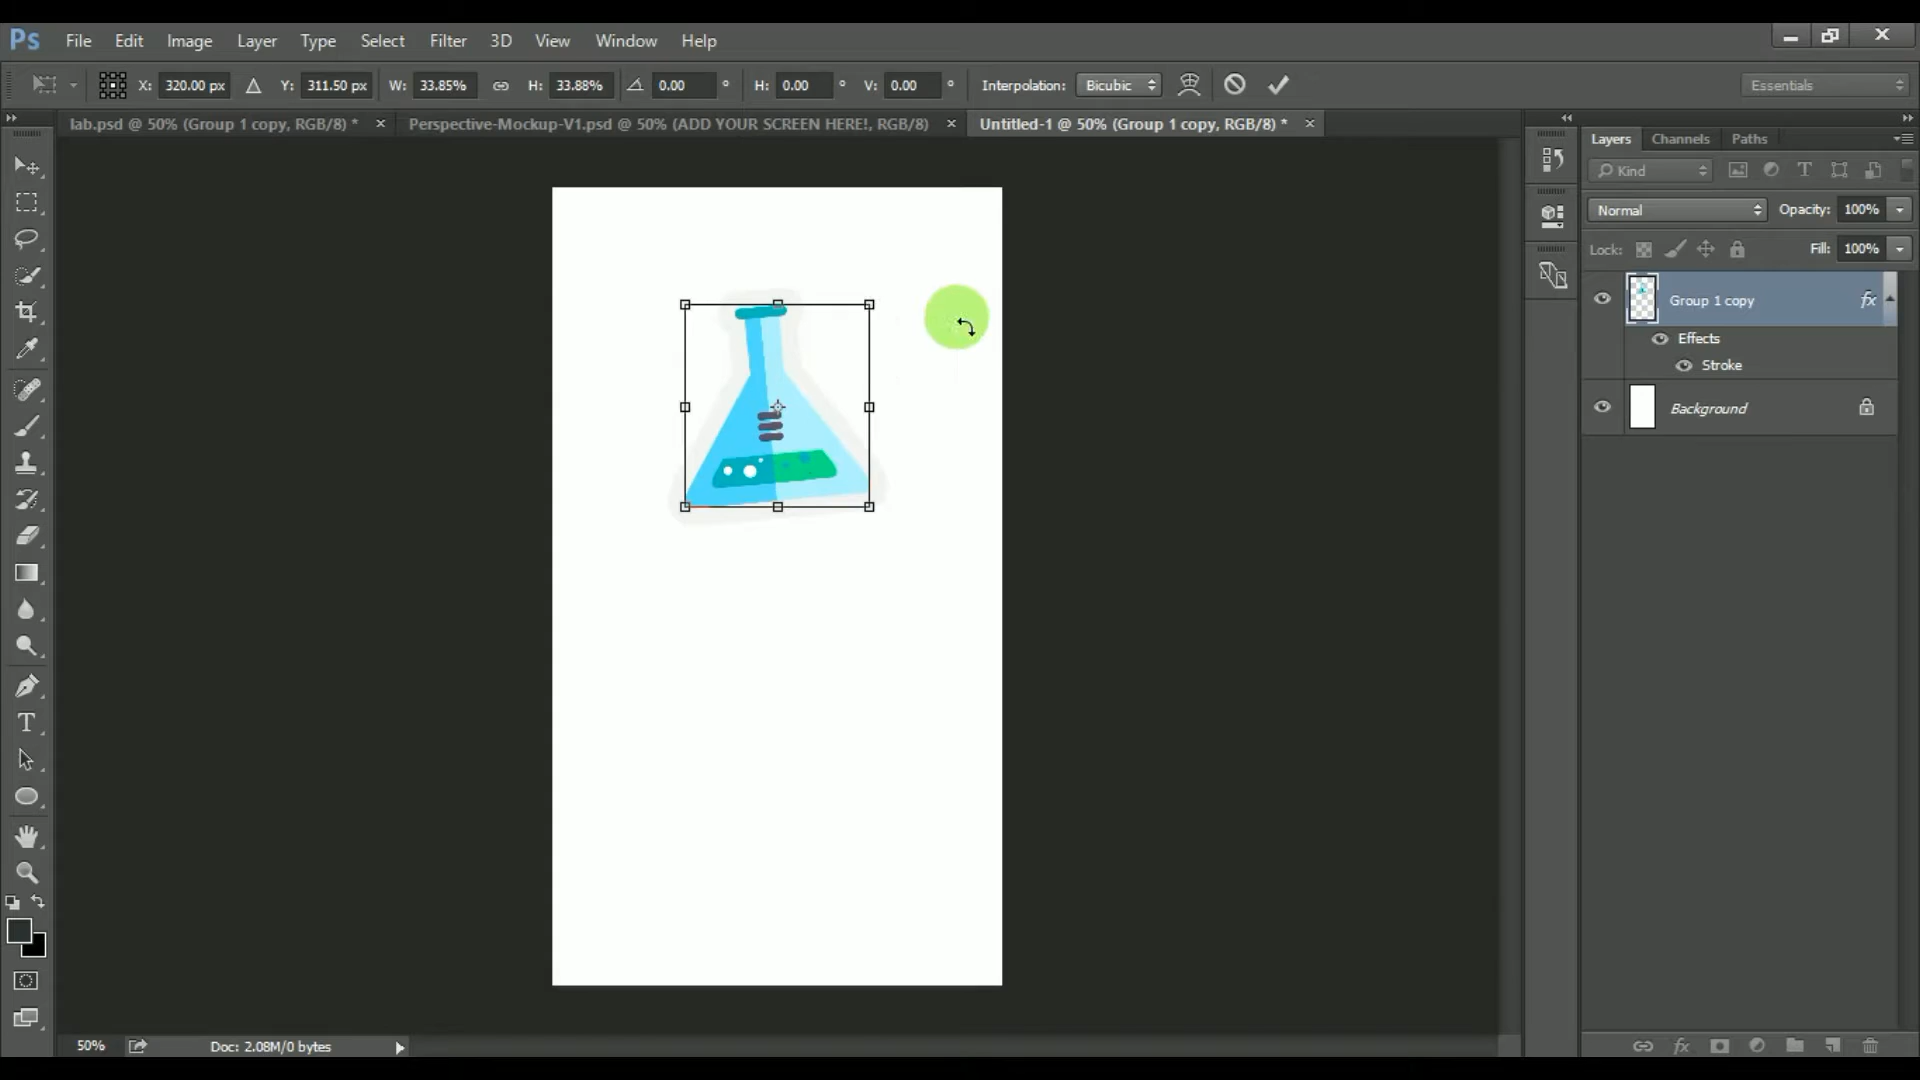 Ps File Edit Image Layer Type Select Filter 3D View Window Help
X: 320.00 px Y: 311.50 px W: 33.85% H: 33.88% 0.00 ° H: 0.00 ° V: 0.00 ° Interpolation: Bicubic Essentials
lab.psd @ 50% (Group 1 copy, RGB/8) * × Perspective-Mockup-V1.psd @ 50% (ADD YOUR SCREEN HERE!, RGB/8) × Untitled-1 @ 50% (Group 1 copy, RGB/8) * ×
Layers Channels Paths
Kind
Normal Opacity: 100%
Lock: Fill: 100%
Group 1 copy fx
Effects
Stroke
Background
50% Doc: 2.08M/0 bytes